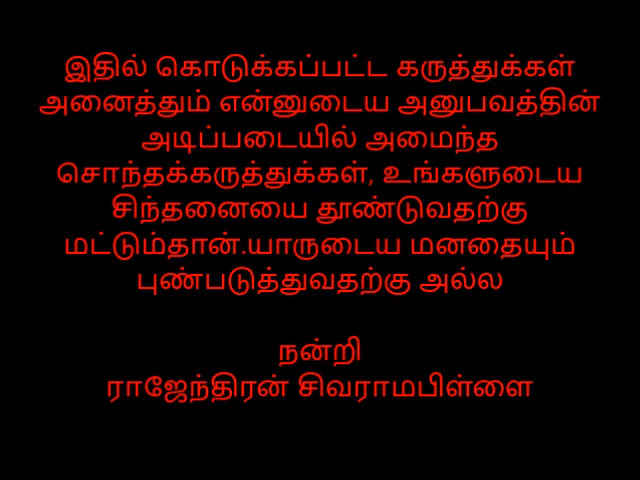 இதில் கொடுக்கப்பட்ட கருத்துக்கள்
அனைத்தும் என்னுடைய அனுபவத்தின்
அடிப்படையில் அமைந்த
சொந்தக்கருத்துக்கள், உங்களுடைய
சிந்தனையை தூண்டுவதற்கு
மட்டும்தான்.யாருடைய மனதையும்
புண்படுத்துவதற்கு அல்ல
நன்றி
ராஜேந்திரன் சிவராமபிள்ளை